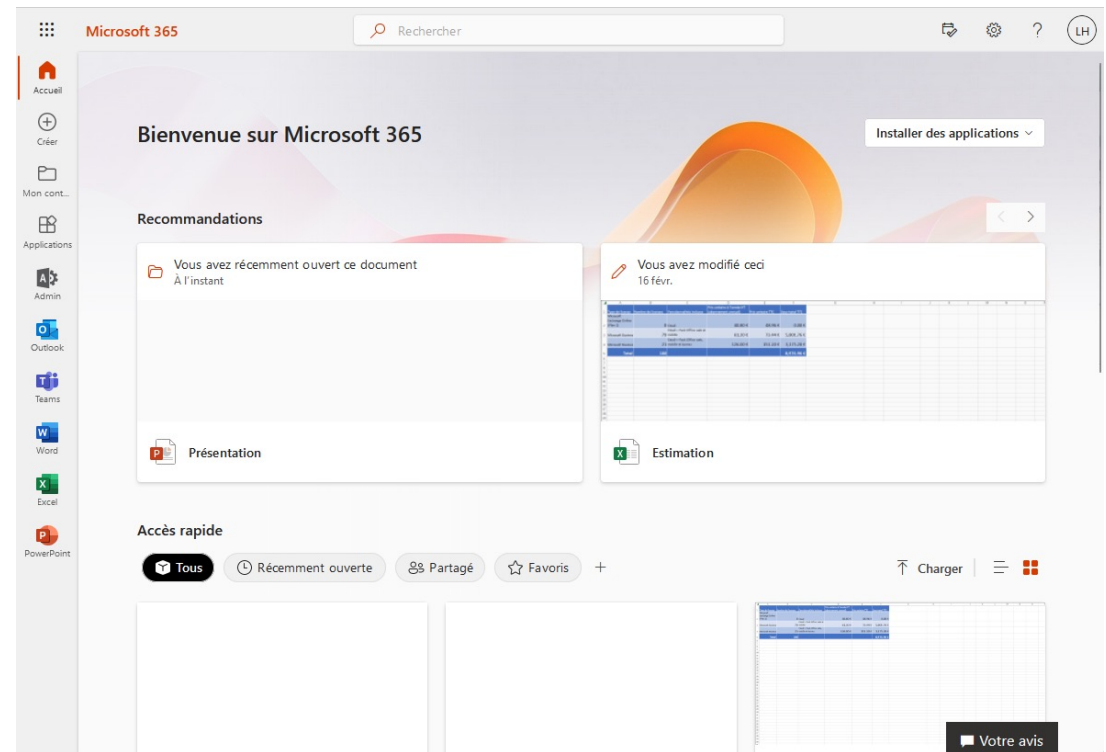 Microsoft 365
Rechercher
LH
Accueil
Créer
Mon cont...
Applications
Admin
Outlook
Teams
Word
Excel
PowerPoint
Bienvenue sur Microsoft 365
Installer des applications
Recommandations
Vous avez récemment ouvert ce document
À l'instant
Présentation
Vous avez modifié ceci
16 févr.
Total
Estimation
Accès rapide
Tous
Récemment ouverte
Partagé
Favoris
Charger
Votre avis